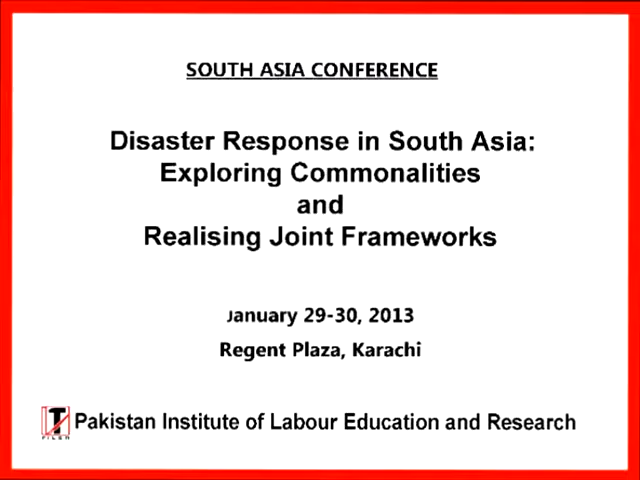 SOUTH ASIA CONFERENCE
Disaster Response in South Asia:
Exploring Commonalities
and
Realising Joint Frameworks
January 29-30, 2013
Regent Plaza, Karachi
Pakistan Institute of Labour Education and Research
PILER